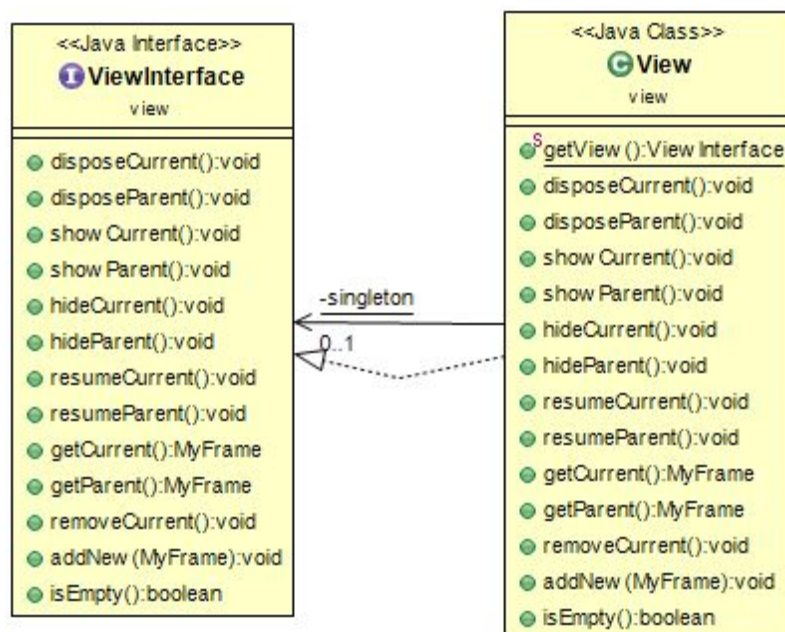 <<Java Interface>>
I ViewInterface
view
disposeCurrent():void
disposeParent():void
showCurrent():void
showParent():void
hideCurrent():void
hideParent():void
resumeCurrent():void
resumeParent():void
getCurrent():MyFrame
getParent():MyFrame
removeCurrent():void
addNew(MyFrame):void
isEmpty():boolean
-singleton
0..1
<<Java Class>>
C View
view
S getView():ViewInterface
disposeCurrent():void
disposeParent():void
showCurrent():void
showParent():void
hideCurrent():void
hideParent():void
resumeCurrent():void
resumeParent():void
getCurrent():MyFrame
getParent():MyFrame
removeCurrent():void
addNew(MyFrame):void
isEmpty():boolean